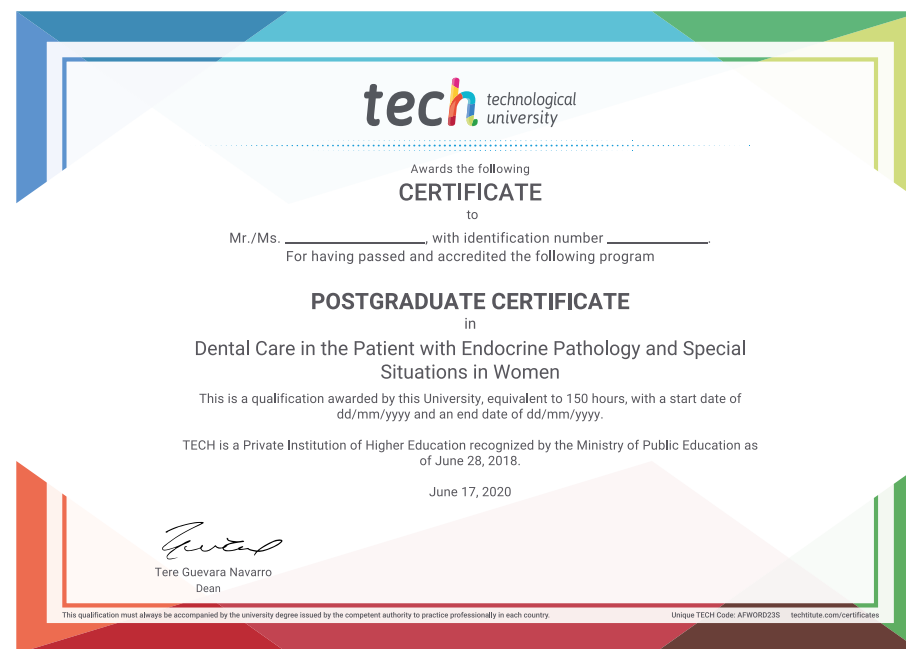 tech technological
university
Awards the following
CERTIFICATE
to
Mr./Ms. ____________________, with identification number ______________.
For having passed and accredited the following program
POSTGRADUATE CERTIFICATE
in
Dental Care in the Patient with Endocrine Pathology and Special
Situations in Women
This is a qualification awarded by this University, equivalent to 150 hours, with a start date of
dd/mm/yyyy and an end date of dd/mm/yyyy.
TECH is a Private Institution of Higher Education recognized by the Ministry of Public Education as
of June 28, 2018.
June 17, 2020
Tere Guevara Navarro
Dean
This qualification must always be accompanied by the university degree issued by the competent authority to practice professionally in each country. Unique TECH Code: AFWORD23S techtitute.com/certificates